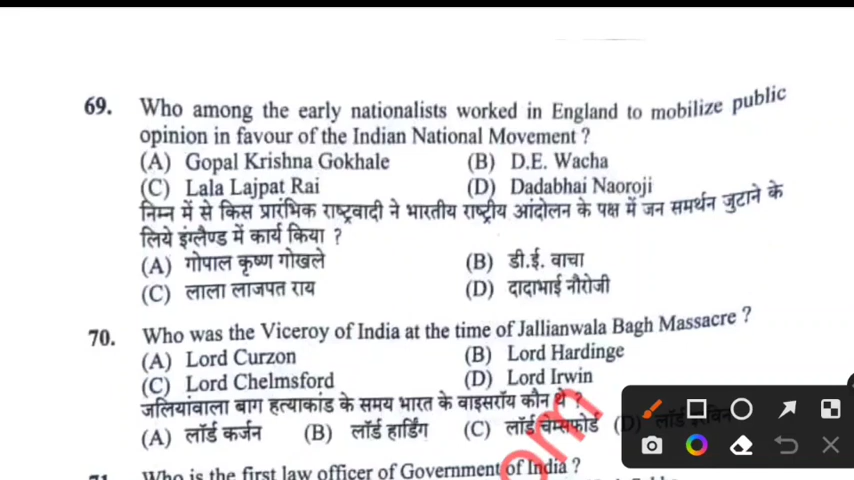 69. Who among the early nationalists worked in England to mobilize public
opinion in favour of the Indian National Movement ?
(A) Gopal Krishna Gokhale (B) D.E. Wacha
(C) Lala Lajpat Rai (D) Dadabhai Naoroji
निम्न में से किस प्रारंभिक राष्ट्रवादी ने भारतीय राष्ट्रीय आंदोलन के पक्ष में जन समर्थन जुटाने के
लिये इंग्लैण्ड में कार्य किया ?
(A) गोपाल कृष्ण गोखले (B) डी.ई. वाचा
(C) लाला लाजपत राय (D) दादाभाई नौरोजी
70. Who was the Viceroy of India at the time of Jallianwala Bagh Massacre ?
(A) Lord Curzon (B) Lord Hardinge
(C) Lord Chelmsford (D) Lord Irwin
जलियांवाला बाग हत्याकांड के समय भारत के वाइसरॉय कौन थे ?
(A) लॉर्ड कर्जन (B) लॉर्ड हार्डिंग (C) लॉर्ड चेम्सफोर्ड (D) लॉर्ड इरविन
71. Who is the first law officer of Government of India ?
om